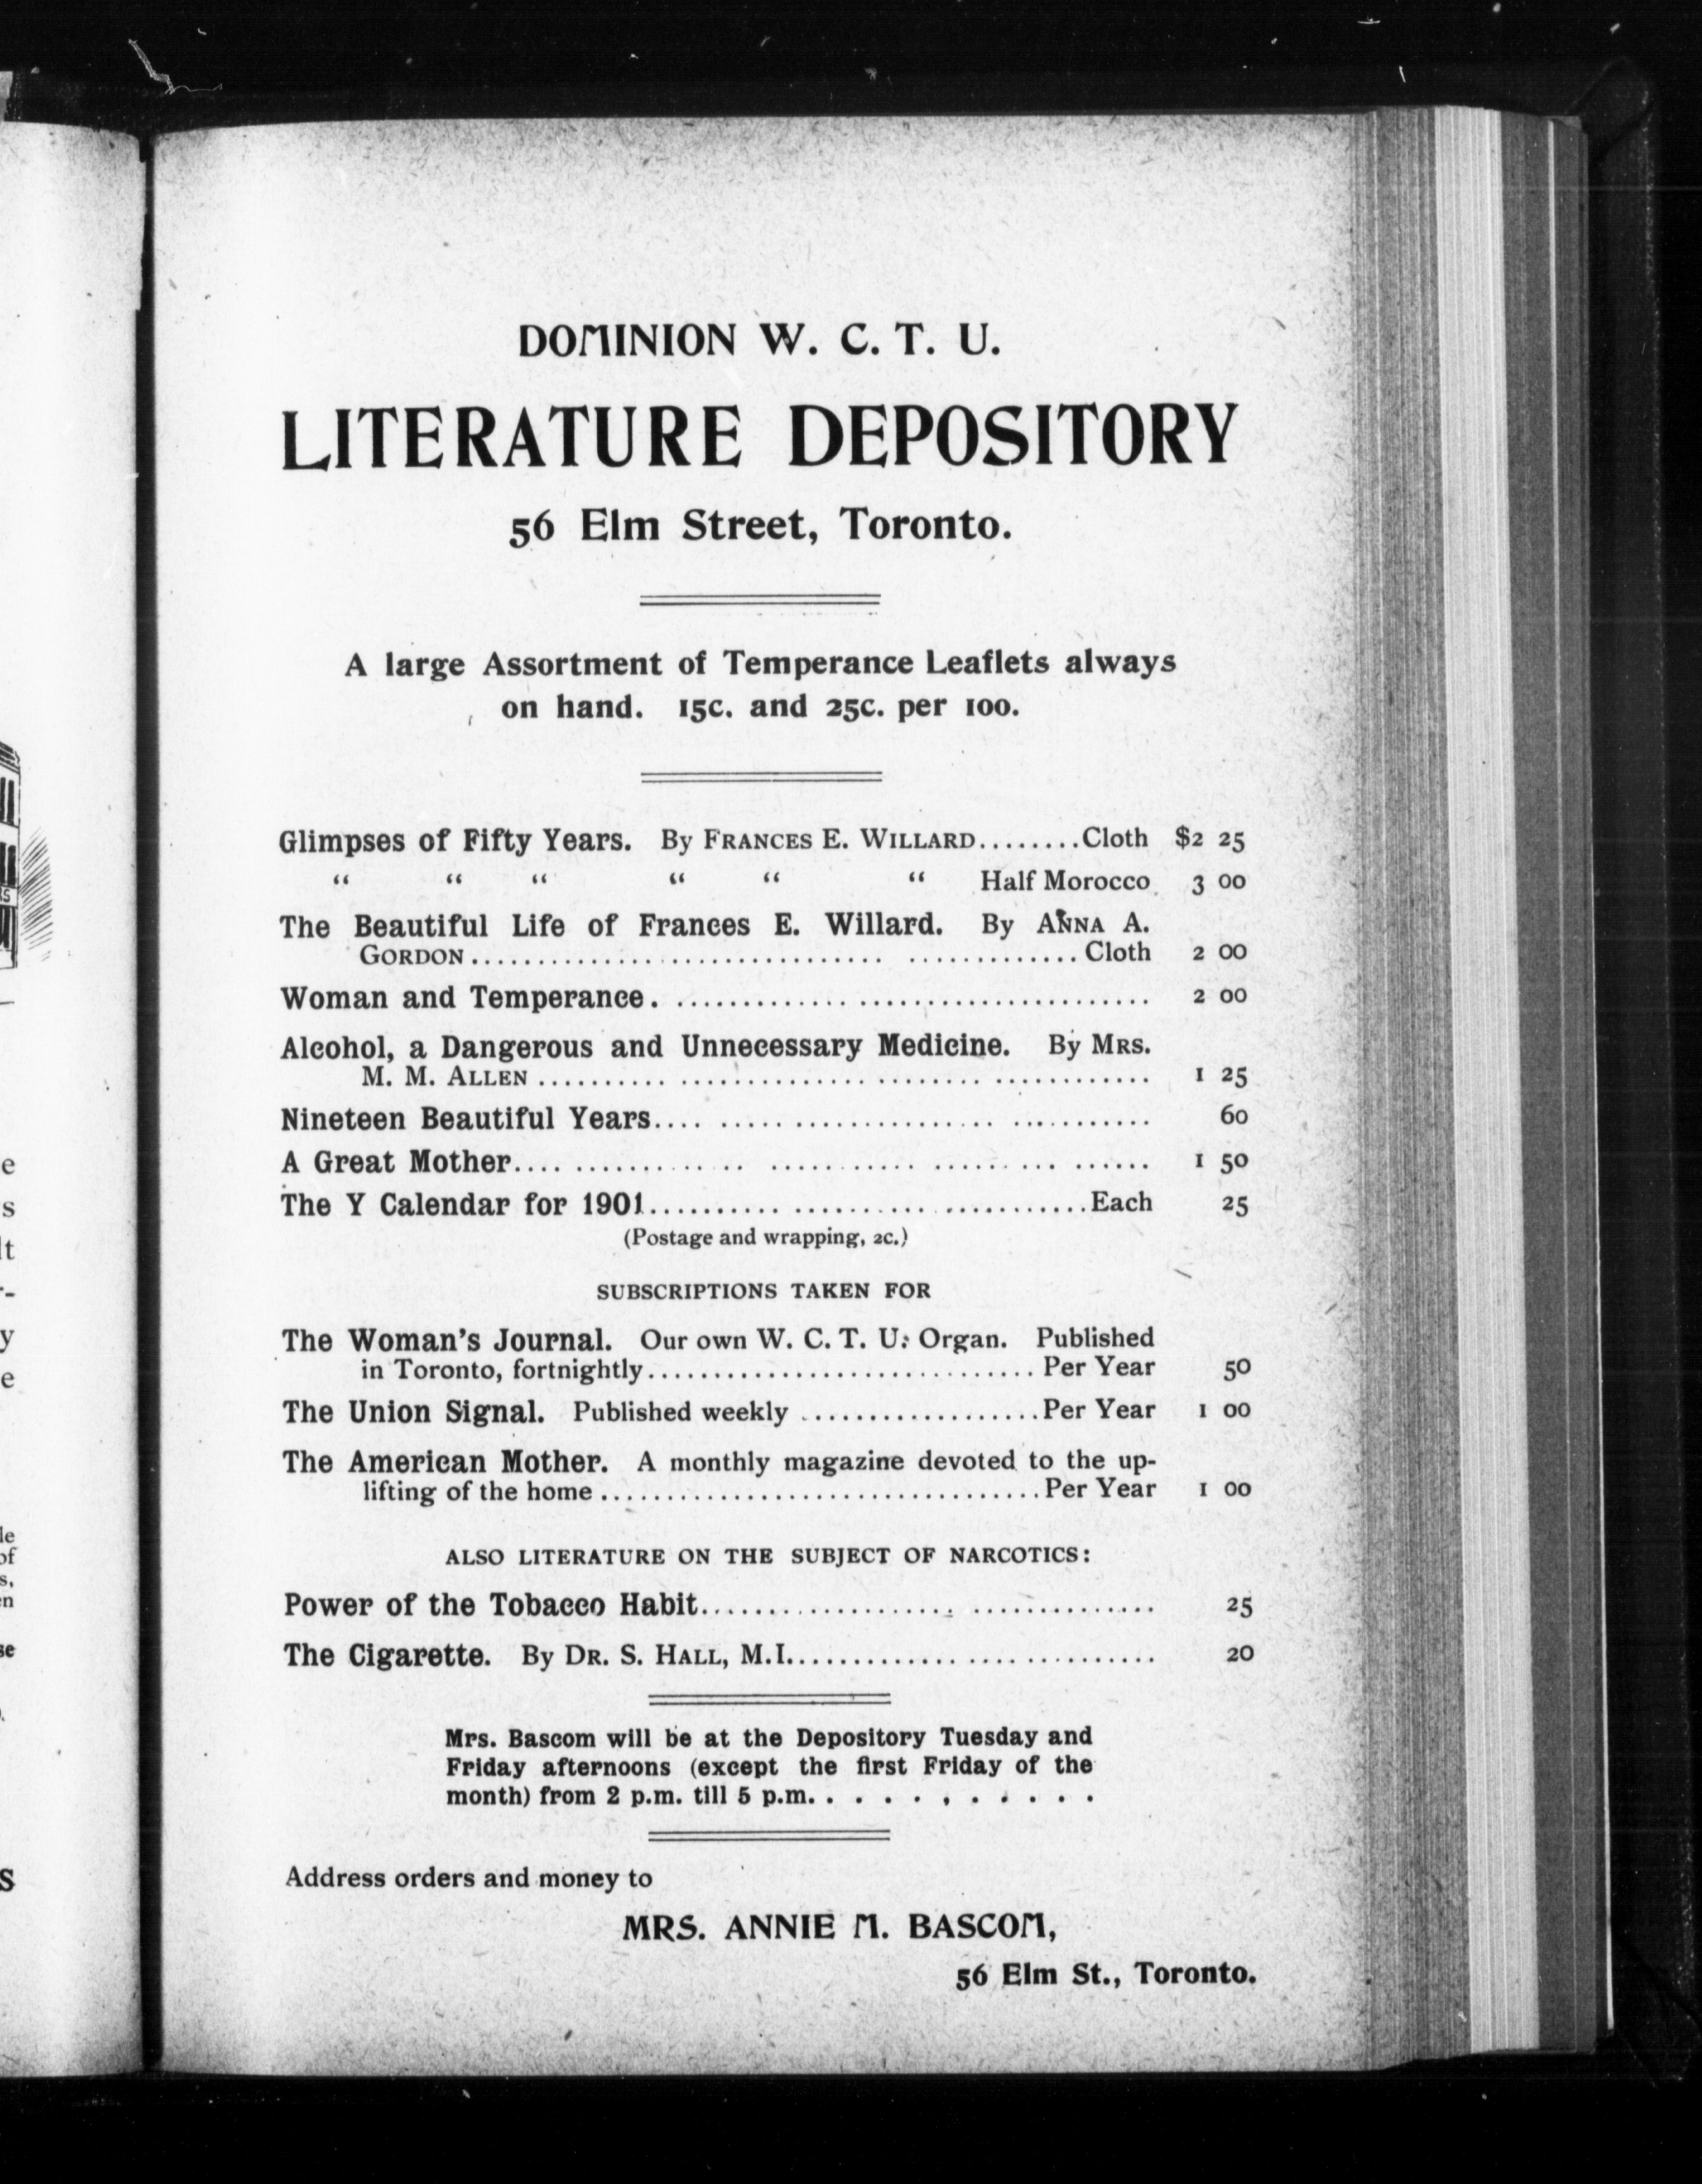 DOMINION W. C. T. U.
LITERATURE DEPOSITORY
56 Elm Street, Toronto.
A large Assortment of Temperance Leaflets always
on hand. 15c. and 25c. per 100.
Glimpses of Fifty Years. By FRANCES E. WILLARD........Cloth $2 25
“ “ “ “ “ “ Half Morocco 3 00
The Beautiful Life of Frances E. Willard. By ANNA A.
GORDON.............................................. Cloth 2 00
Woman and Temperance. .................................... 2 00
Alcohol, a Dangerous and Unnecessary Medicine. By MRS.
M. M. ALLEN .............................................. 1 25
Nineteen Beautiful Years.................................... 60
A Great Mother.............................................. 1 50
The Y Calendar for 1901.................................Each 25
(Postage and wrapping, 2c.)
SUBSCRIPTIONS TAKEN FOR
The Woman's Journal. Our own W. C. T. U. Organ. Published
in Toronto, fortnightly............................. Per Year 50
The Union Signal. Published weekly ..................Per Year 1 00
The American Mother. A monthly magazine devoted to the up-
lifting of the home .................................Per Year 1 00
ALSO LITERATURE ON THE SUBJECT OF NARCOTICS:
Power of the Tobacco Habit................................. 25
The Cigarette. By DR. S. HALL, M.I........................... 20
Mrs. Bascom will be at the Depository Tuesday and
Friday afternoons (except the first Friday of the
month) from 2 p.m. till 5 p.m. . . . . . . . . . .
Address orders and money to
MRS. ANNIE M. BASCOM,
56 Elm St., Toronto.